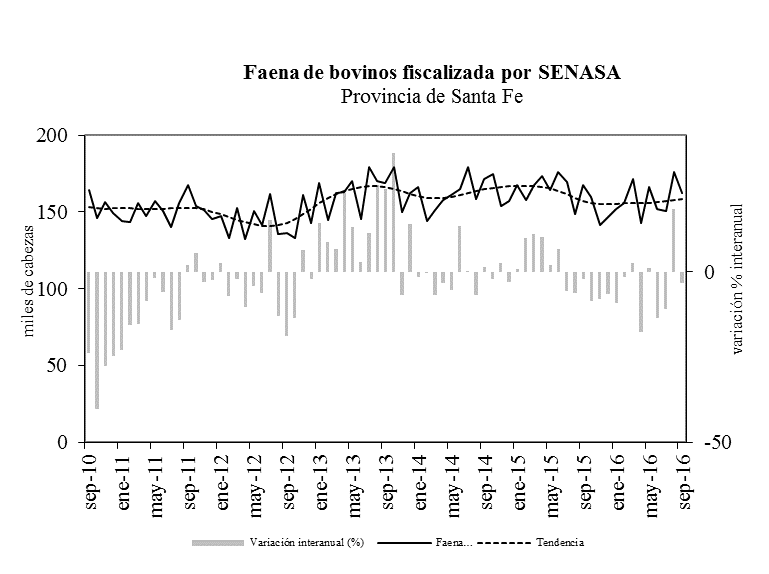 Faena de bovinos fiscalizada por SENASA
Provincia de Santa Fe
200
150
100
50
0
miles de cabezas
0
-50
variación % interanual
sep-10
ene-11
may-11
sep-11
ene-12
may-12
sep-12
ene-13
may-13
sep-13
ene-14
may-14
sep-14
ene-15
may-15
sep-15
ene-16
may-16
sep-16
Variación interanual (%) Faena... Tendencia